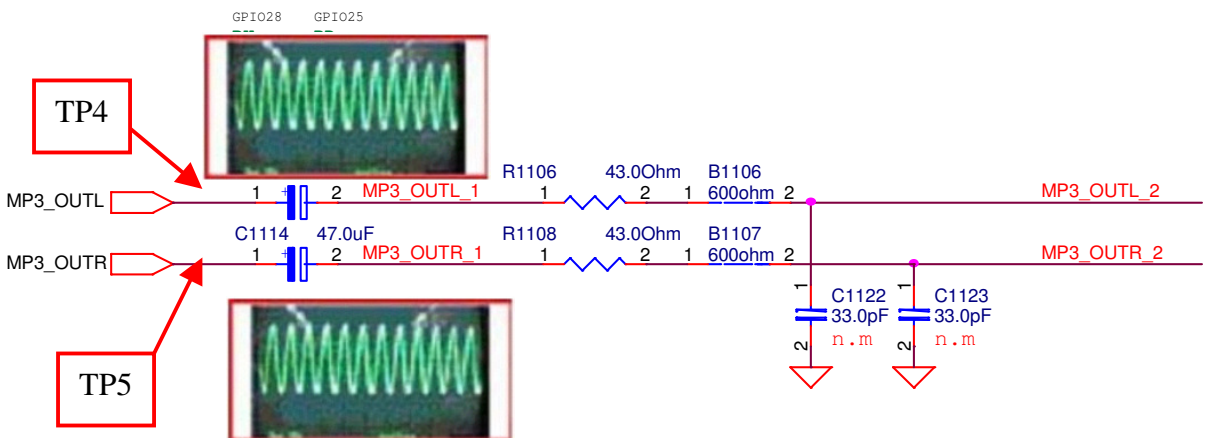 GPIO28 GPIO25
TP4
R1106 43.0Ohm B1106
MP3_OUTL 1 + 2 MP3_OUTL_1 1 2 1 600ohm 2 MP3_OUTL_2
C1114 47.0uF R1108 43.0Ohm B1107
MP3_OUTR 1 + 2 MP3_OUTR_1 1 2 1 600ohm 2 MP3_OUTR_2
1 C1122 1 C1123
33.0pF 33.0pF
2 n.m 2 n.m
TP5